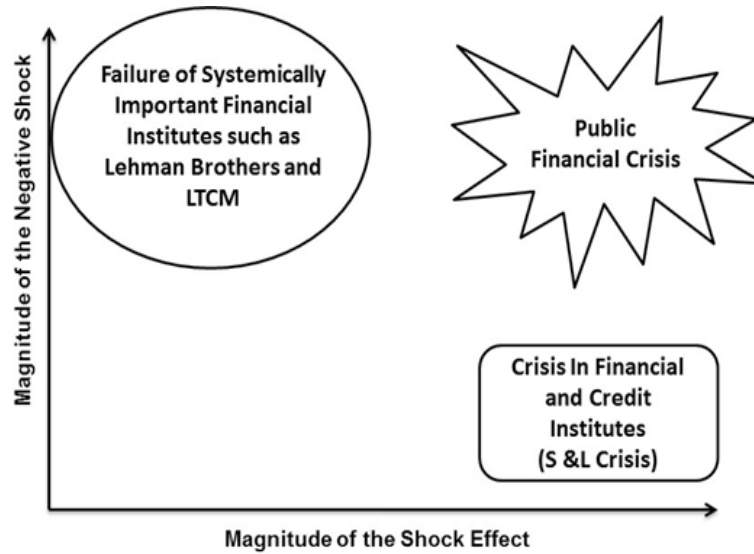 Magnitude of the Negative Shock
Failure of Systemically
Important Financial
Institutes such as
Lehman Brothers and
LTCM
Public
Financial Crisis
Crisis In Financial
and Credit
Institutes
(S &L Crisis)
Magnitude of the Shock Effect